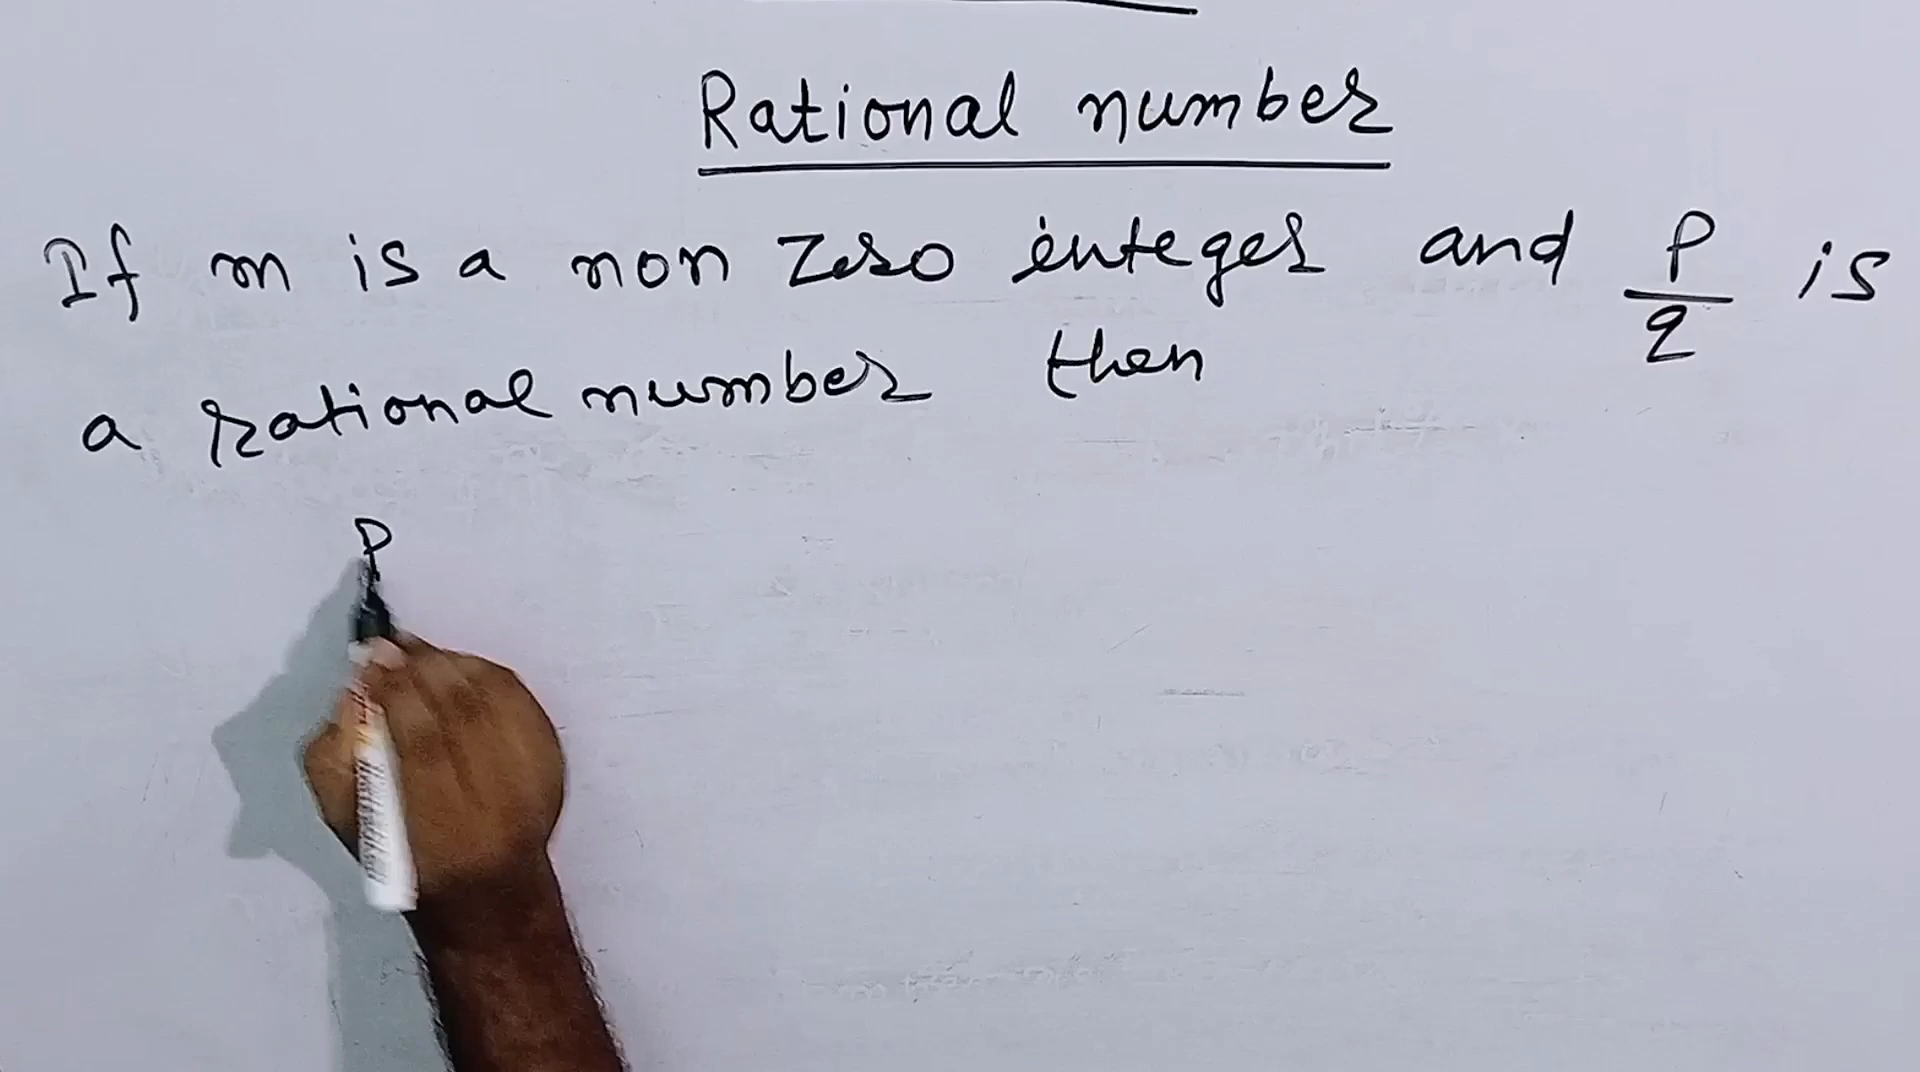 Rational number
If m is a non zero integer and P/q is
a rational number then
P